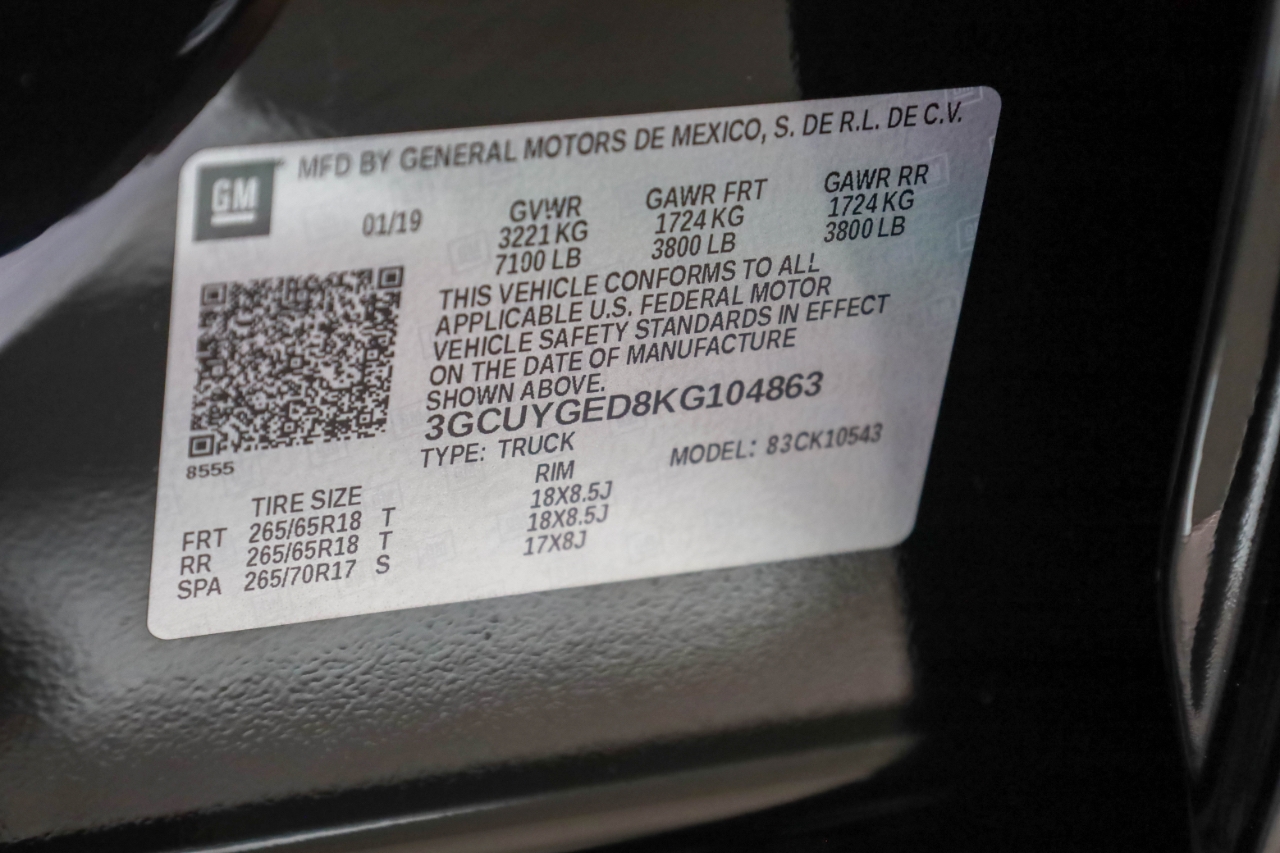 GM
MFD BY GENERAL MOTORS DE MEXICO, S. DE R.L. DE C.V.
01/19 GVWR GAWR FRT GAWR RR
3221 KG 1724 KG 1724 KG
7100 LB 3800 LB 3800 LB
THIS VEHICLE CONFORMS TO ALL
APPLICABLE U.S. FEDERAL MOTOR
VEHICLE SAFETY STANDARDS IN EFFECT
ON THE DATE OF MANUFACTURE
SHOWN ABOVE.
3GCUYGED8KG104863
8555
TYPE: TRUCK MODEL: 83CK10543
TIRE SIZE RIM
FRT 265/65R18 T 18X8.5J
RR 265/65R18 T 18X8.5J
SPA 265/70R17 S 17X8J